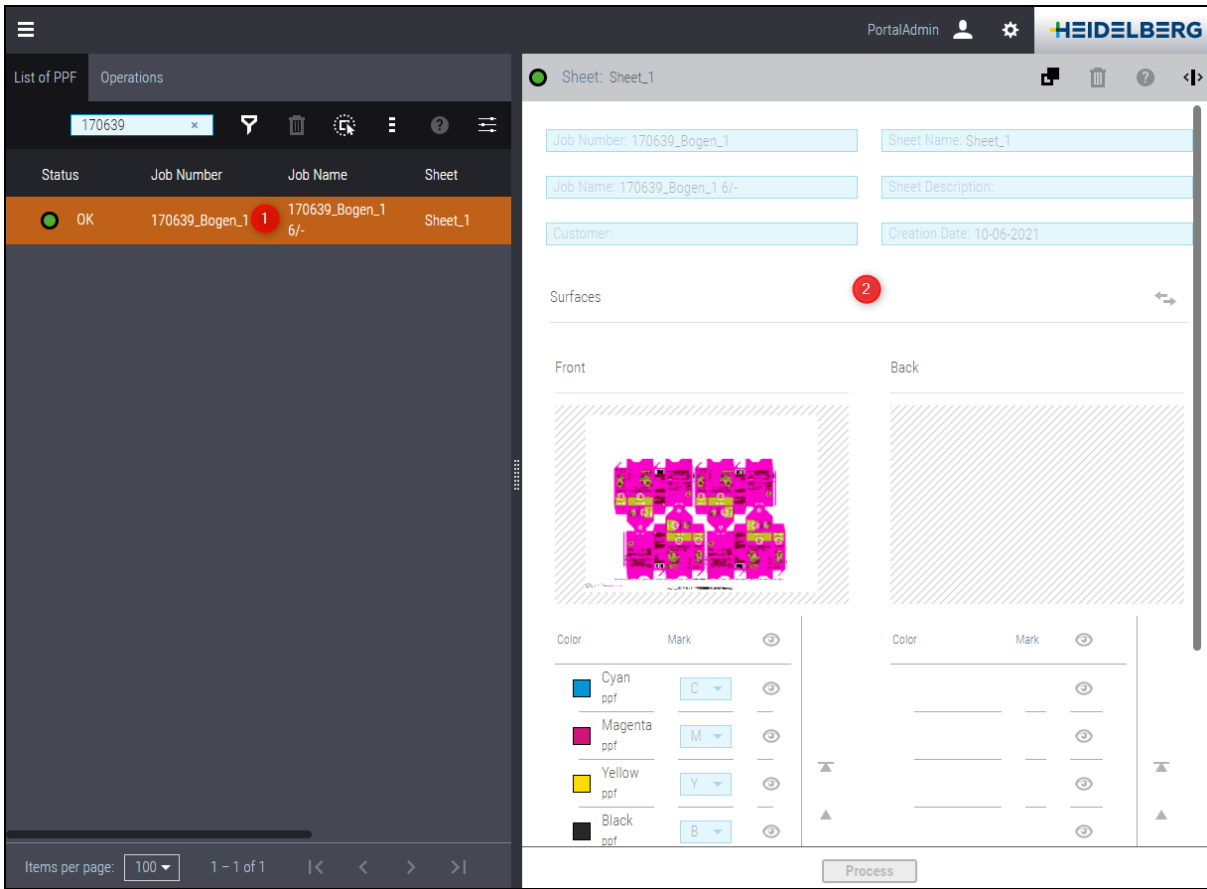 PortalAdmin
HEIDELBERG
List of PPF Operations
Sheet: Sheet_1
170639 ×
Job Number: 170639_Bogen_1
Sheet Name: Sheet_1
Status Job Number Job Name Sheet
Job Name: 170639_Bogen_1 6/-
Sheet Description:
OK 170639_Bogen_1 1 170639_Bogen_1
6/- Sheet_1
Customer:
Creation Date: 10-06-2021
Surfaces
2
Front
Back
Color Mark
Color Mark
Cyan
ppf
C
Magenta
ppf
M
Yellow
ppf
Y
Black
ppf
B
Items per page: 100 1 – 1 of 1
Process